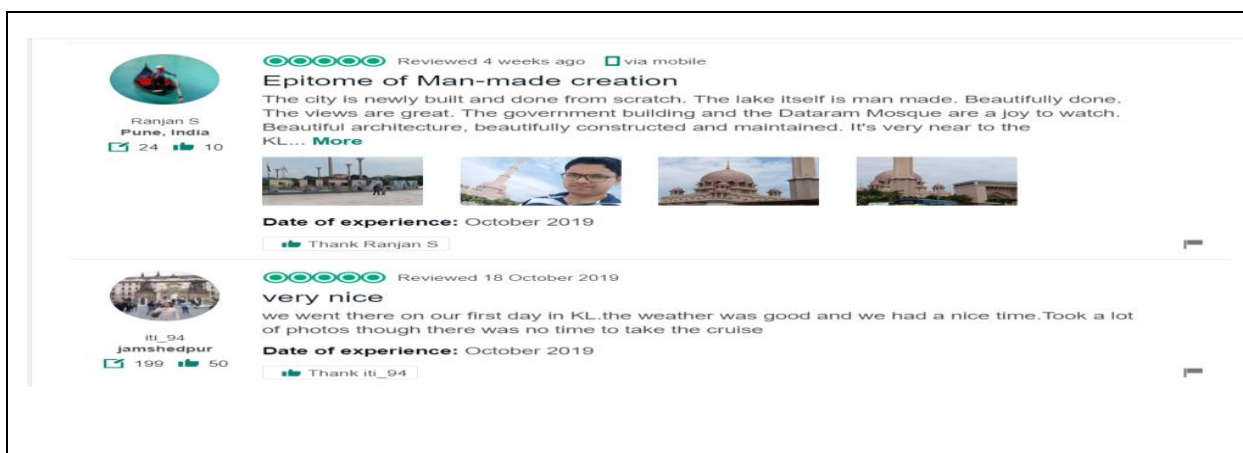 Reviewed 4 weeks ago via mobile
Epitome of Man-made creation
The city is newly built and done from scratch. The lake itself is man made. Beautifully done.
The views are great. The government building and the Dataram Mosque are a joy to watch.
Beautiful architecture, beautifully constructed and maintained. It's very near to the
KL... More
Ranjan S
Pune, India
24 10
Date of experience: October 2019
Thank Ranjan S
Reviewed 18 October 2019
very nice
we went there on our first day in KL.the weather was good and we had a nice time.Took a lot
of photos though there was no time to take the cruise
iti_94
jamshedpur
199 50
Date of experience: October 2019
Thank iti_94